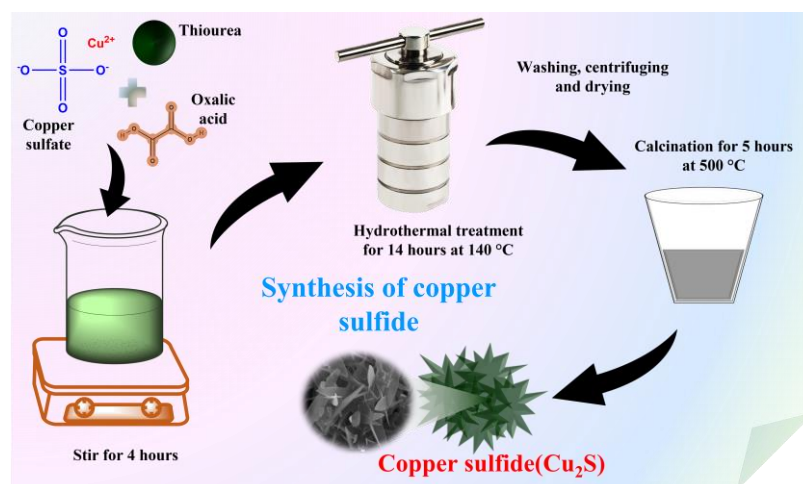 Thiourea
Cu²⁺
O
⁻O
S
O⁻
O
Copper
sulfate
Oxalic
acid
O
H
O
O
H
O
Stir for 4 hours
Hydrothermal treatment
for 14 hours at 140 °C
Washing, centrifuging
and drying
Calcination for 5 hours
at 500 °C
Synthesis of copper
sulfide
Copper sulfide(Cu₂S)